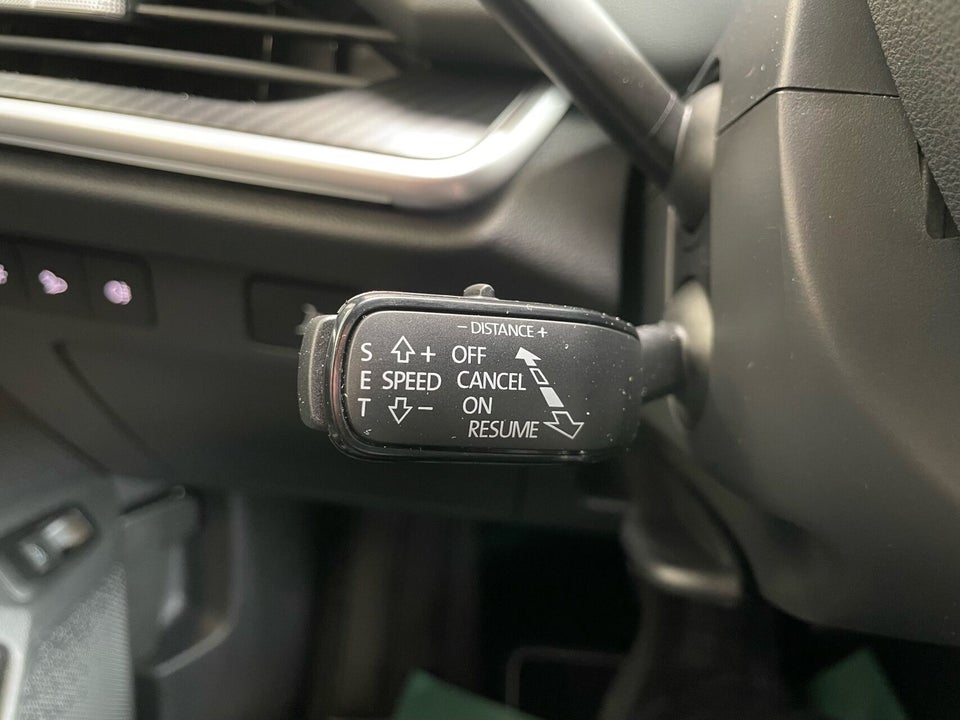 − DISTANCE +
S + OFF
E SPEED CANCEL
T − ON
RESUME